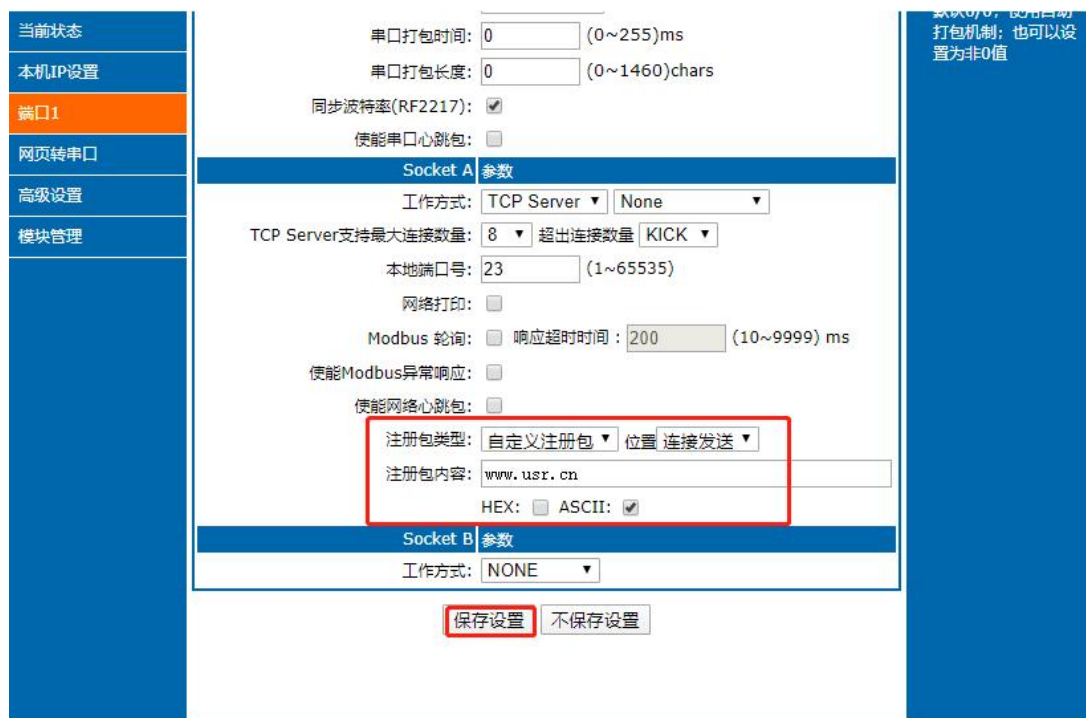 当前状态
本机IP设置
端口1
网页转串口
高级设置
模块管理
串口打包时间: 0 (0~255)ms
串口打包长度: 0 (0~1460)chars
同步波特率(RF2217):
使能串口心跳包:
Socket A 参数
工作方式: TCP Server None
TCP Server支持最大连接数量: 8 超出连接数量 KICK
本地端口号: 23 (1~65535)
网络打印:
Modbus 轮询: 响应超时时间 : 200 (10~9999) ms
使能Modbus异常响应:
使能网络心跳包:
注册包类型: 自定义注册包 位置 连接发送
注册包内容: www.usr.cn
HEX: ASCII:
Socket B 参数
工作方式: NONE
保存设置 不保存设置
默认0/0, 使用自动
打包机制; 也可以设
置为非0值